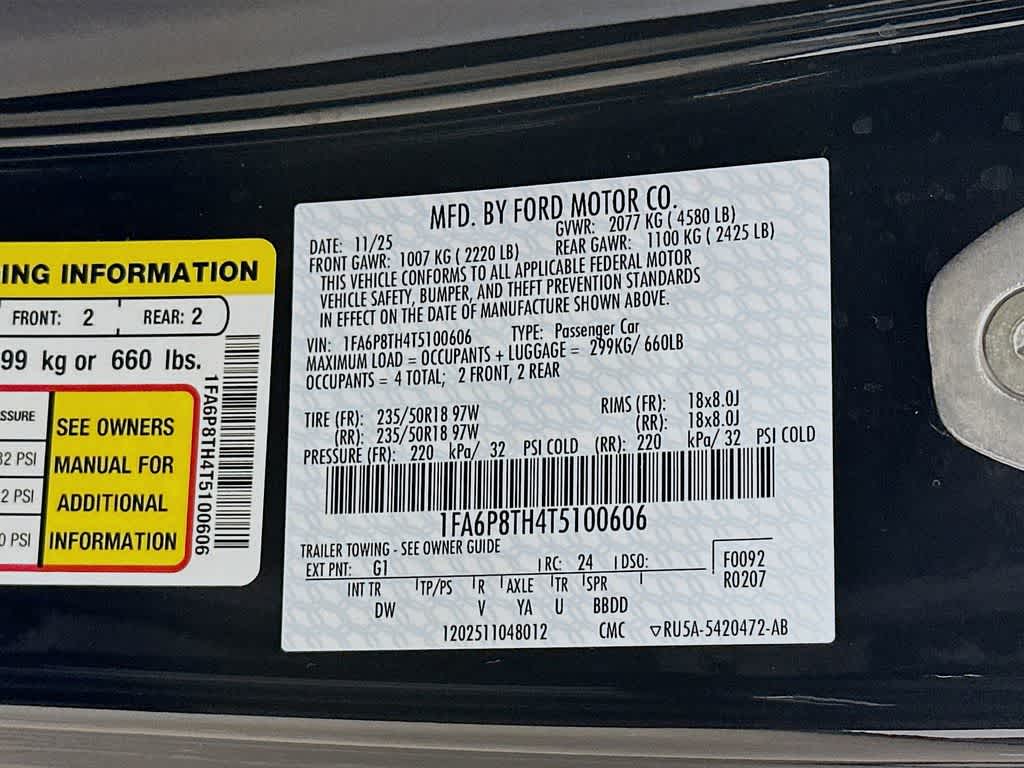 ING INFORMATION
FRONT: 2 REAR: 2
99 kg or 660 lbs.
SSURE
32 PSI
2 PSI
0 PSI
SEE OWNERS
MANUAL FOR
ADDITIONAL
INFORMATION
1FA6P8TH4T5100606
MFD. BY FORD MOTOR CO.
DATE: 11/25 GVWR: 2077 KG ( 4580 LB)
FRONT GAWR: 1007 KG ( 2220 LB) REAR GAWR: 1100 KG ( 2425 LB)
THIS VEHICLE CONFORMS TO ALL APPLICABLE FEDERAL MOTOR
VEHICLE SAFETY, BUMPER, AND THEFT PREVENTION STANDARDS
IN EFFECT ON THE DATE OF MANUFACTURE SHOWN ABOVE.
VIN: 1FA6P8TH4T5100606 TYPE: Passenger Car
MAXIMUM LOAD = OCCUPANTS + LUGGAGE = 299KG/ 660LB
OCCUPANTS = 4 TOTAL; 2 FRONT, 2 REAR
TIRE (FR): 235/50R18 97W RIMS (FR): 18x8.0J
(RR): 235/50R18 97W (RR): 18x8.0J
PRESSURE (FR): 220 kPa/ 32 PSI COLD (RR): 220 kPa/ 32 PSI COLD
1FA6P8TH4T5100606
TRAILER TOWING - SEE OWNER GUIDE
EXT PNT: G1 RC: 24 DSO: F0092
R0207
INT TR TP/PS R AXLE TR SPR
DW V YA U BBDD
1202511048012 CMC ▽RU5A-5420472-AB